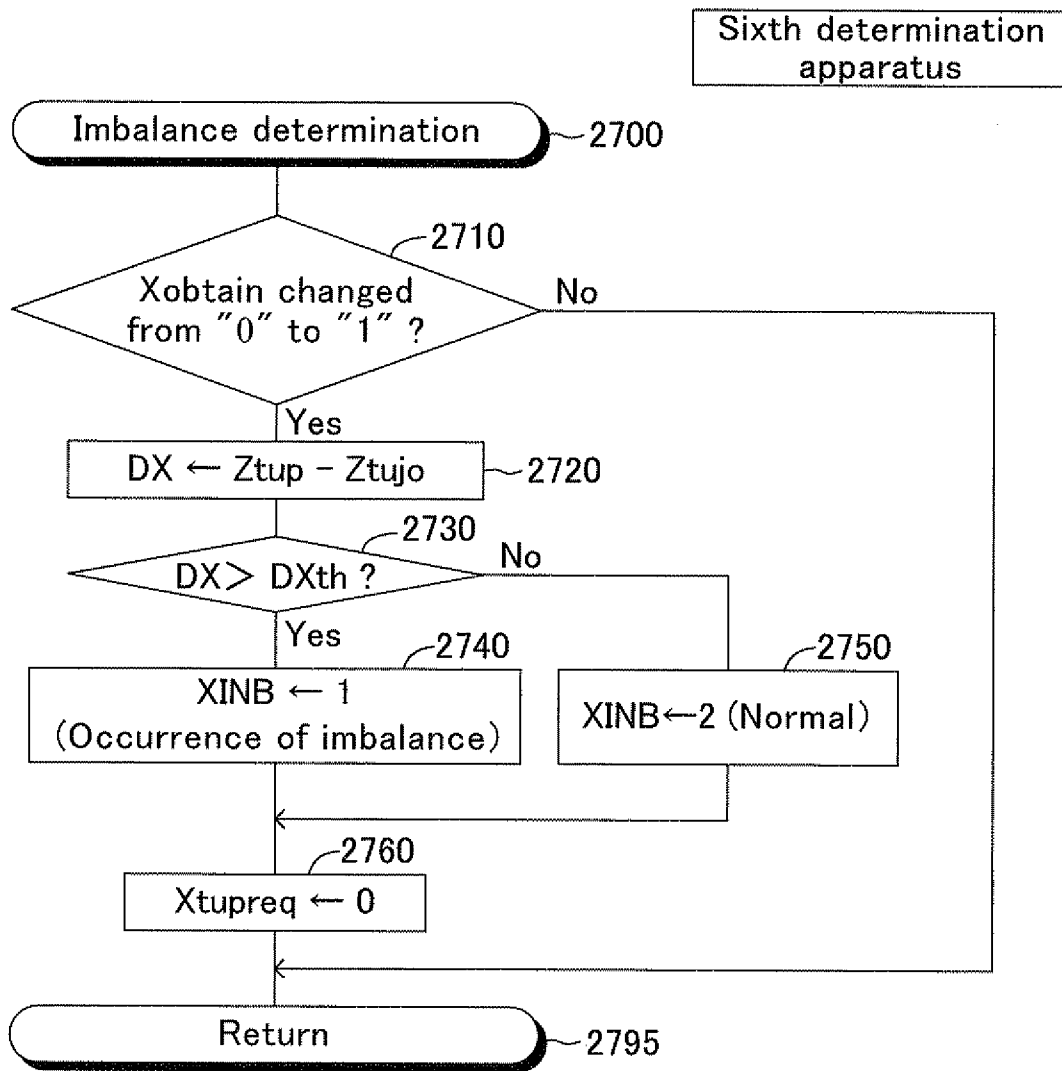 Sixth determination
apparatus
Imbalance determination
2700
2710
Xobtain changed
from "0" to "1" ?
No
Yes
DX ← Ztup - Ztujo
2720
2730
DX> DXth ?
No
Yes
2740
XINB ← 1
(Occurrence of imbalance)
2750
XINB←2 (Normal)
2760
Xtupreq ← 0
Return
2795